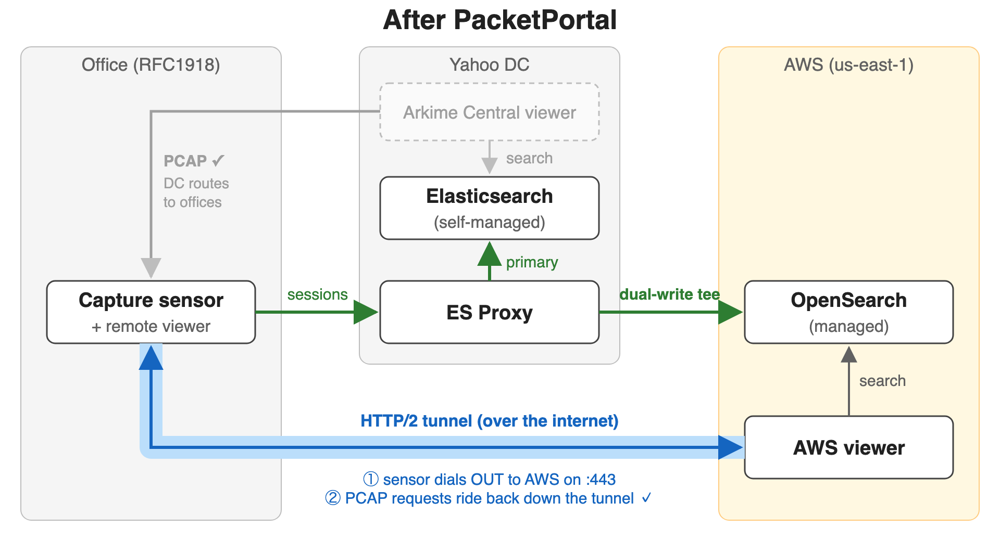 After PacketPortal
Office (RFC1918)
Yahoo DC
AWS (us-east-1)
Arkime Central viewer
PCAP ✓
DC routes
to offices
search
Elasticsearch
(self-managed)
primary
Capture sensor
+ remote viewer
sessions
ES Proxy
dual-write tee
OpenSearch
(managed)
search
HTTP/2 tunnel (over the internet)
AWS viewer
① sensor dials OUT to AWS on :443
② PCAP requests ride back down the tunnel ✓